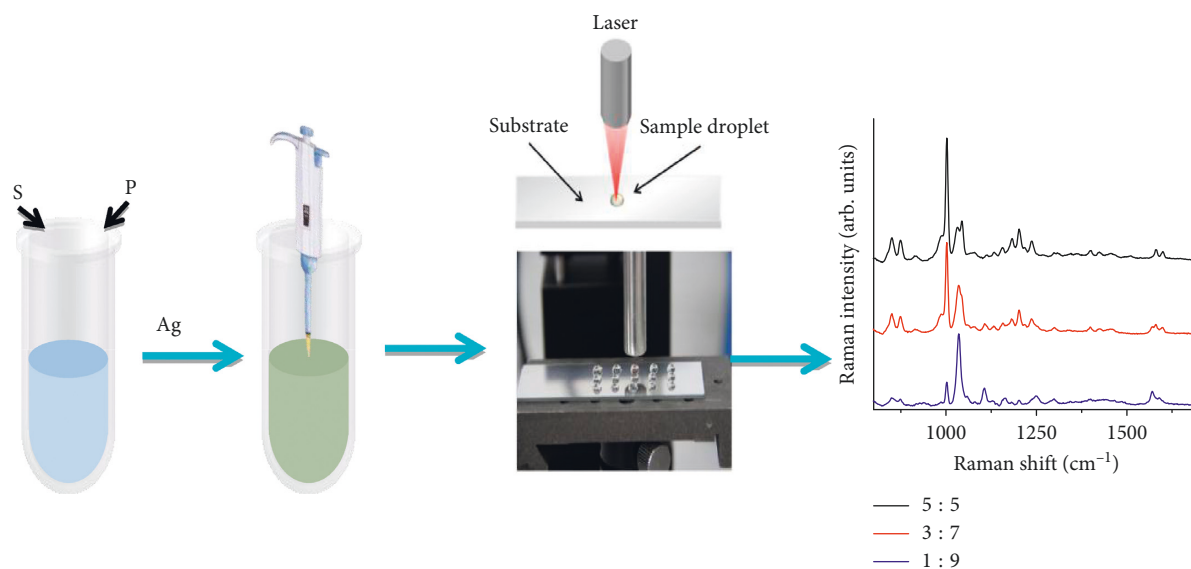 S
P
Ag
Laser
Substrate
Sample droplet
Raman intensity (arb. units)
1000
1250
1500
Raman shift (cm⁻¹)
5 : 5
3 : 7
1 : 9